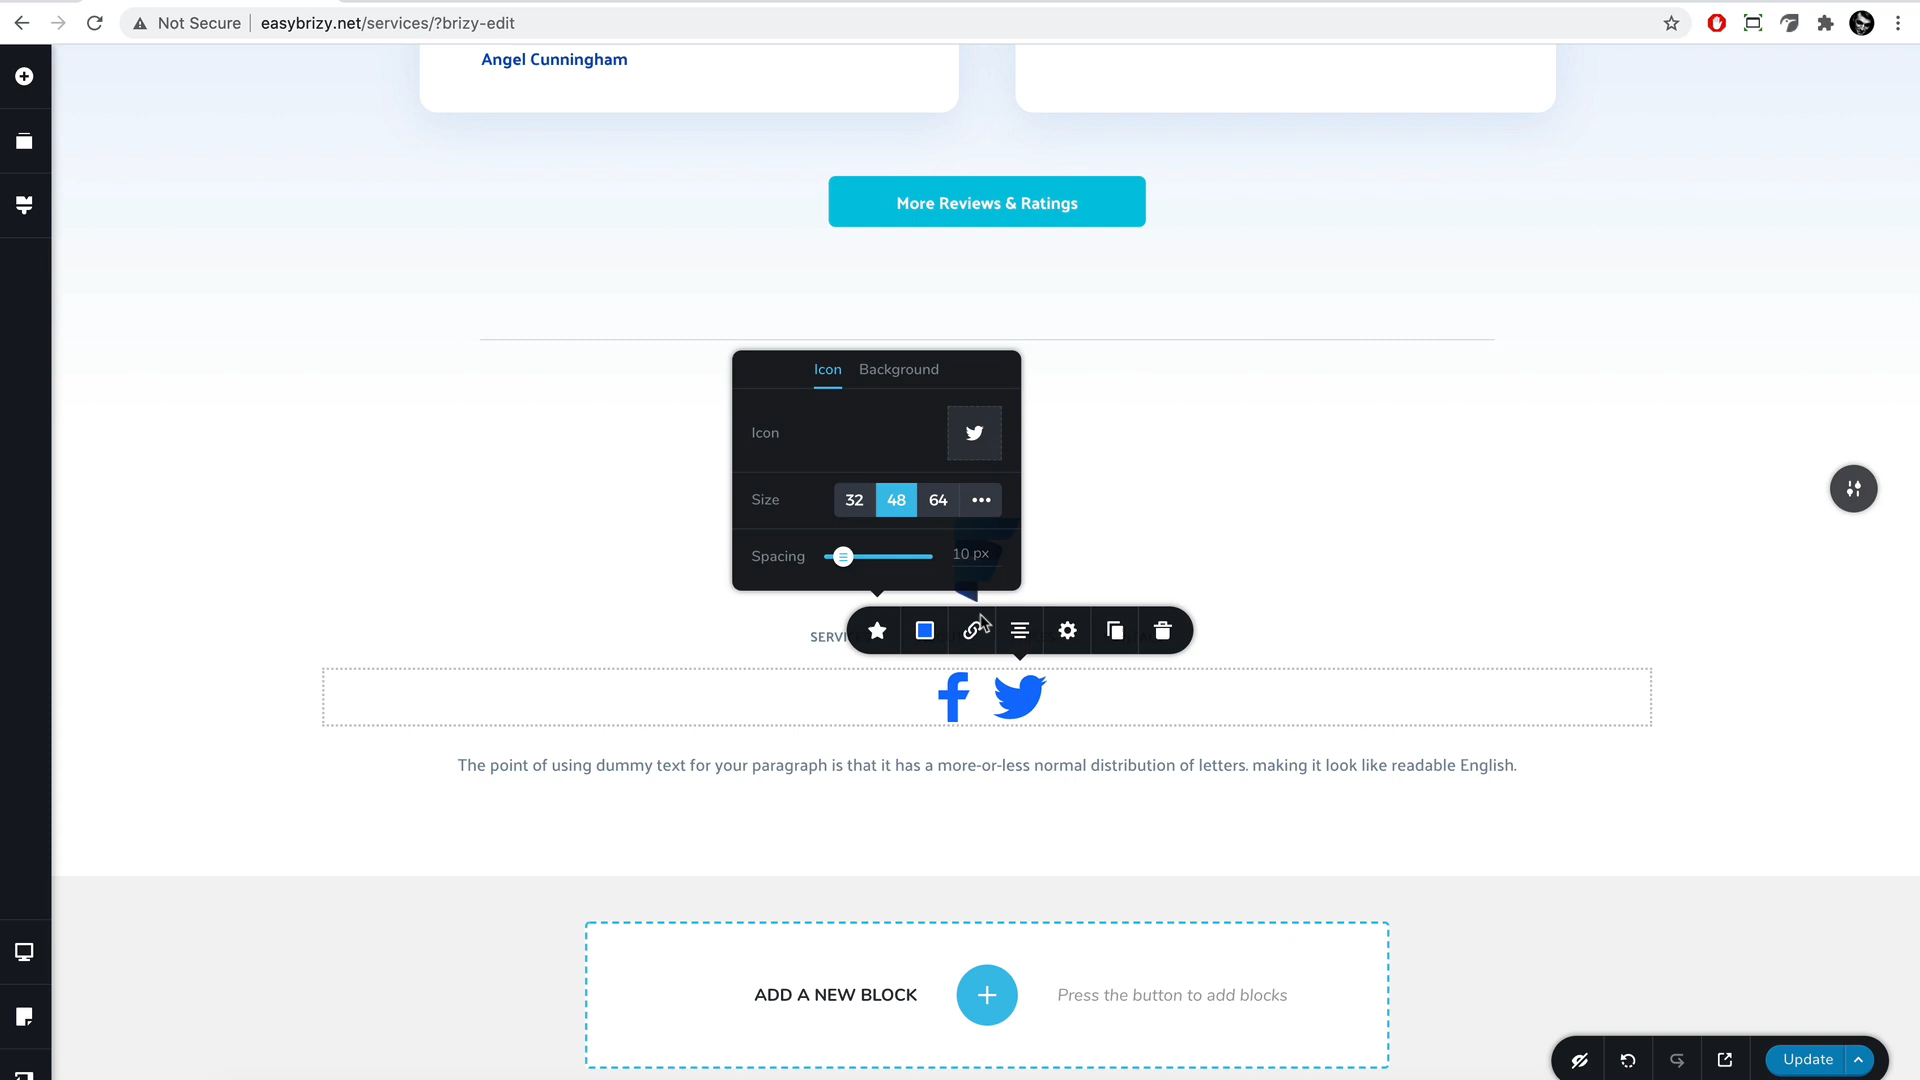 Not Secure
easybrizy.net/services/?brizy-edit
Angel Cunningham
More Reviews & Ratings
Icon Background
Icon
Size 32 48 64
Spacing 10 px
The point of using dummy text for your paragraph is that it has a more-or-less normal distribution of letters. making it look like readable English.
ADD A NEW BLOCK
Press the button to add blocks
Update